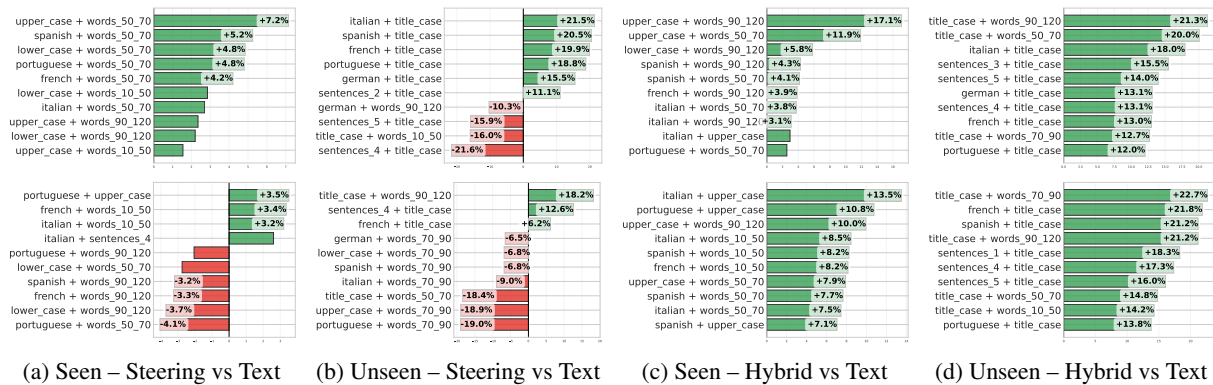 upper_case + words_50_70 +7.2%
spanish + words_50_70 +5.2%
lower_case + words_50_70 +4.8%
portuguese + words_50_70 +4.8%
french + words_50_70 +4.2%
lower_case + words_10_50
italian + words_50_70
upper_case + words_90_120
lower_case + words_90_120
upper_case + words_10_50
italian + title_case +21.5%
spanish + title_case +20.5%
french + title_case +19.9%
portuguese + title_case +18.8%
german + title_case +15.5%
sentences_2 + title_case +11.1%
german + words_90_120 -10.3%
sentences_5 + title_case -15.9%
title_case + words_10_50 -16.0%
sentences_4 + title_case -21.6%
upper_case + words_90_120 +17.1%
upper_case + words_50_70 +11.9%
lower_case + words_90_120 +5.8%
spanish + words_90_120 +4.3%
spanish + words_50_70 +4.1%
french + words_90_120 +3.9%
italian + words_50_70 +3.8%
italian + words_90_120 +3.1%
italian + upper_case
portuguese + words_50_70
title_case + words_90_120 +21.3%
title_case + words_50_70 +20.0%
italian + title_case +18.0%
sentences_3 + title_case +15.5%
sentences_5 + title_case +14.0%
german + title_case +13.1%
sentences_4 + title_case +13.1%
french + title_case +13.0%
title_case + words_70_90 +12.7%
portuguese + title_case +12.0%
portuguese + upper_case +3.5%
french + words_10_50 +3.4%
italian + words_10_50 +3.2%
italian + sentences_4
portuguese + words_90_120
lower_case + words_50_70
spanish + words_90_120 -3.2%
french + words_90_120 -3.3%
lower_case + words_90_120 -3.7%
portuguese + words_50_70 -4.1%
title_case + words_90_120 +18.2%
sentences_4 + title_case +12.6%
french + title_case +6.2%
german + words_70_90 -6.5%
lower_case + words_70_90 -6.8%
spanish + words_70_90 -6.8%
italian + words_70_90 -9.0%
title_case + words_50_70 -18.4%
upper_case + words_70_90 -18.9%
portuguese + words_70_90 -19.0%
italian + upper_case +13.5%
portuguese + upper_case +10.8%
upper_case + words_90_120 +10.0%
italian + words_10_50 +8.5%
spanish + words_10_50 +8.2%
french + words_10_50 +8.2%
upper_case + words_50_70 +7.9%
spanish + words_50_70 +7.7%
italian + words_50_70 +7.5%
spanish + upper_case +7.1%
title_case + words_70_90 +22.7%
french + title_case +21.8%
spanish + title_case +21.2%
title_case + words_90_120 +21.2%
sentences_1 + title_case +18.3%
sentences_4 + title_case +17.3%
sentences_5 + title_case +16.0%
title_case + words_50_70 +14.8%
title_case + words_10_50 +14.2%
portuguese + title_case +13.8%
(a) Seen – Steering vs Text
(b) Unseen – Steering vs Text
(c) Seen – Hybrid vs Text
(d) Unseen – Hybrid vs Text